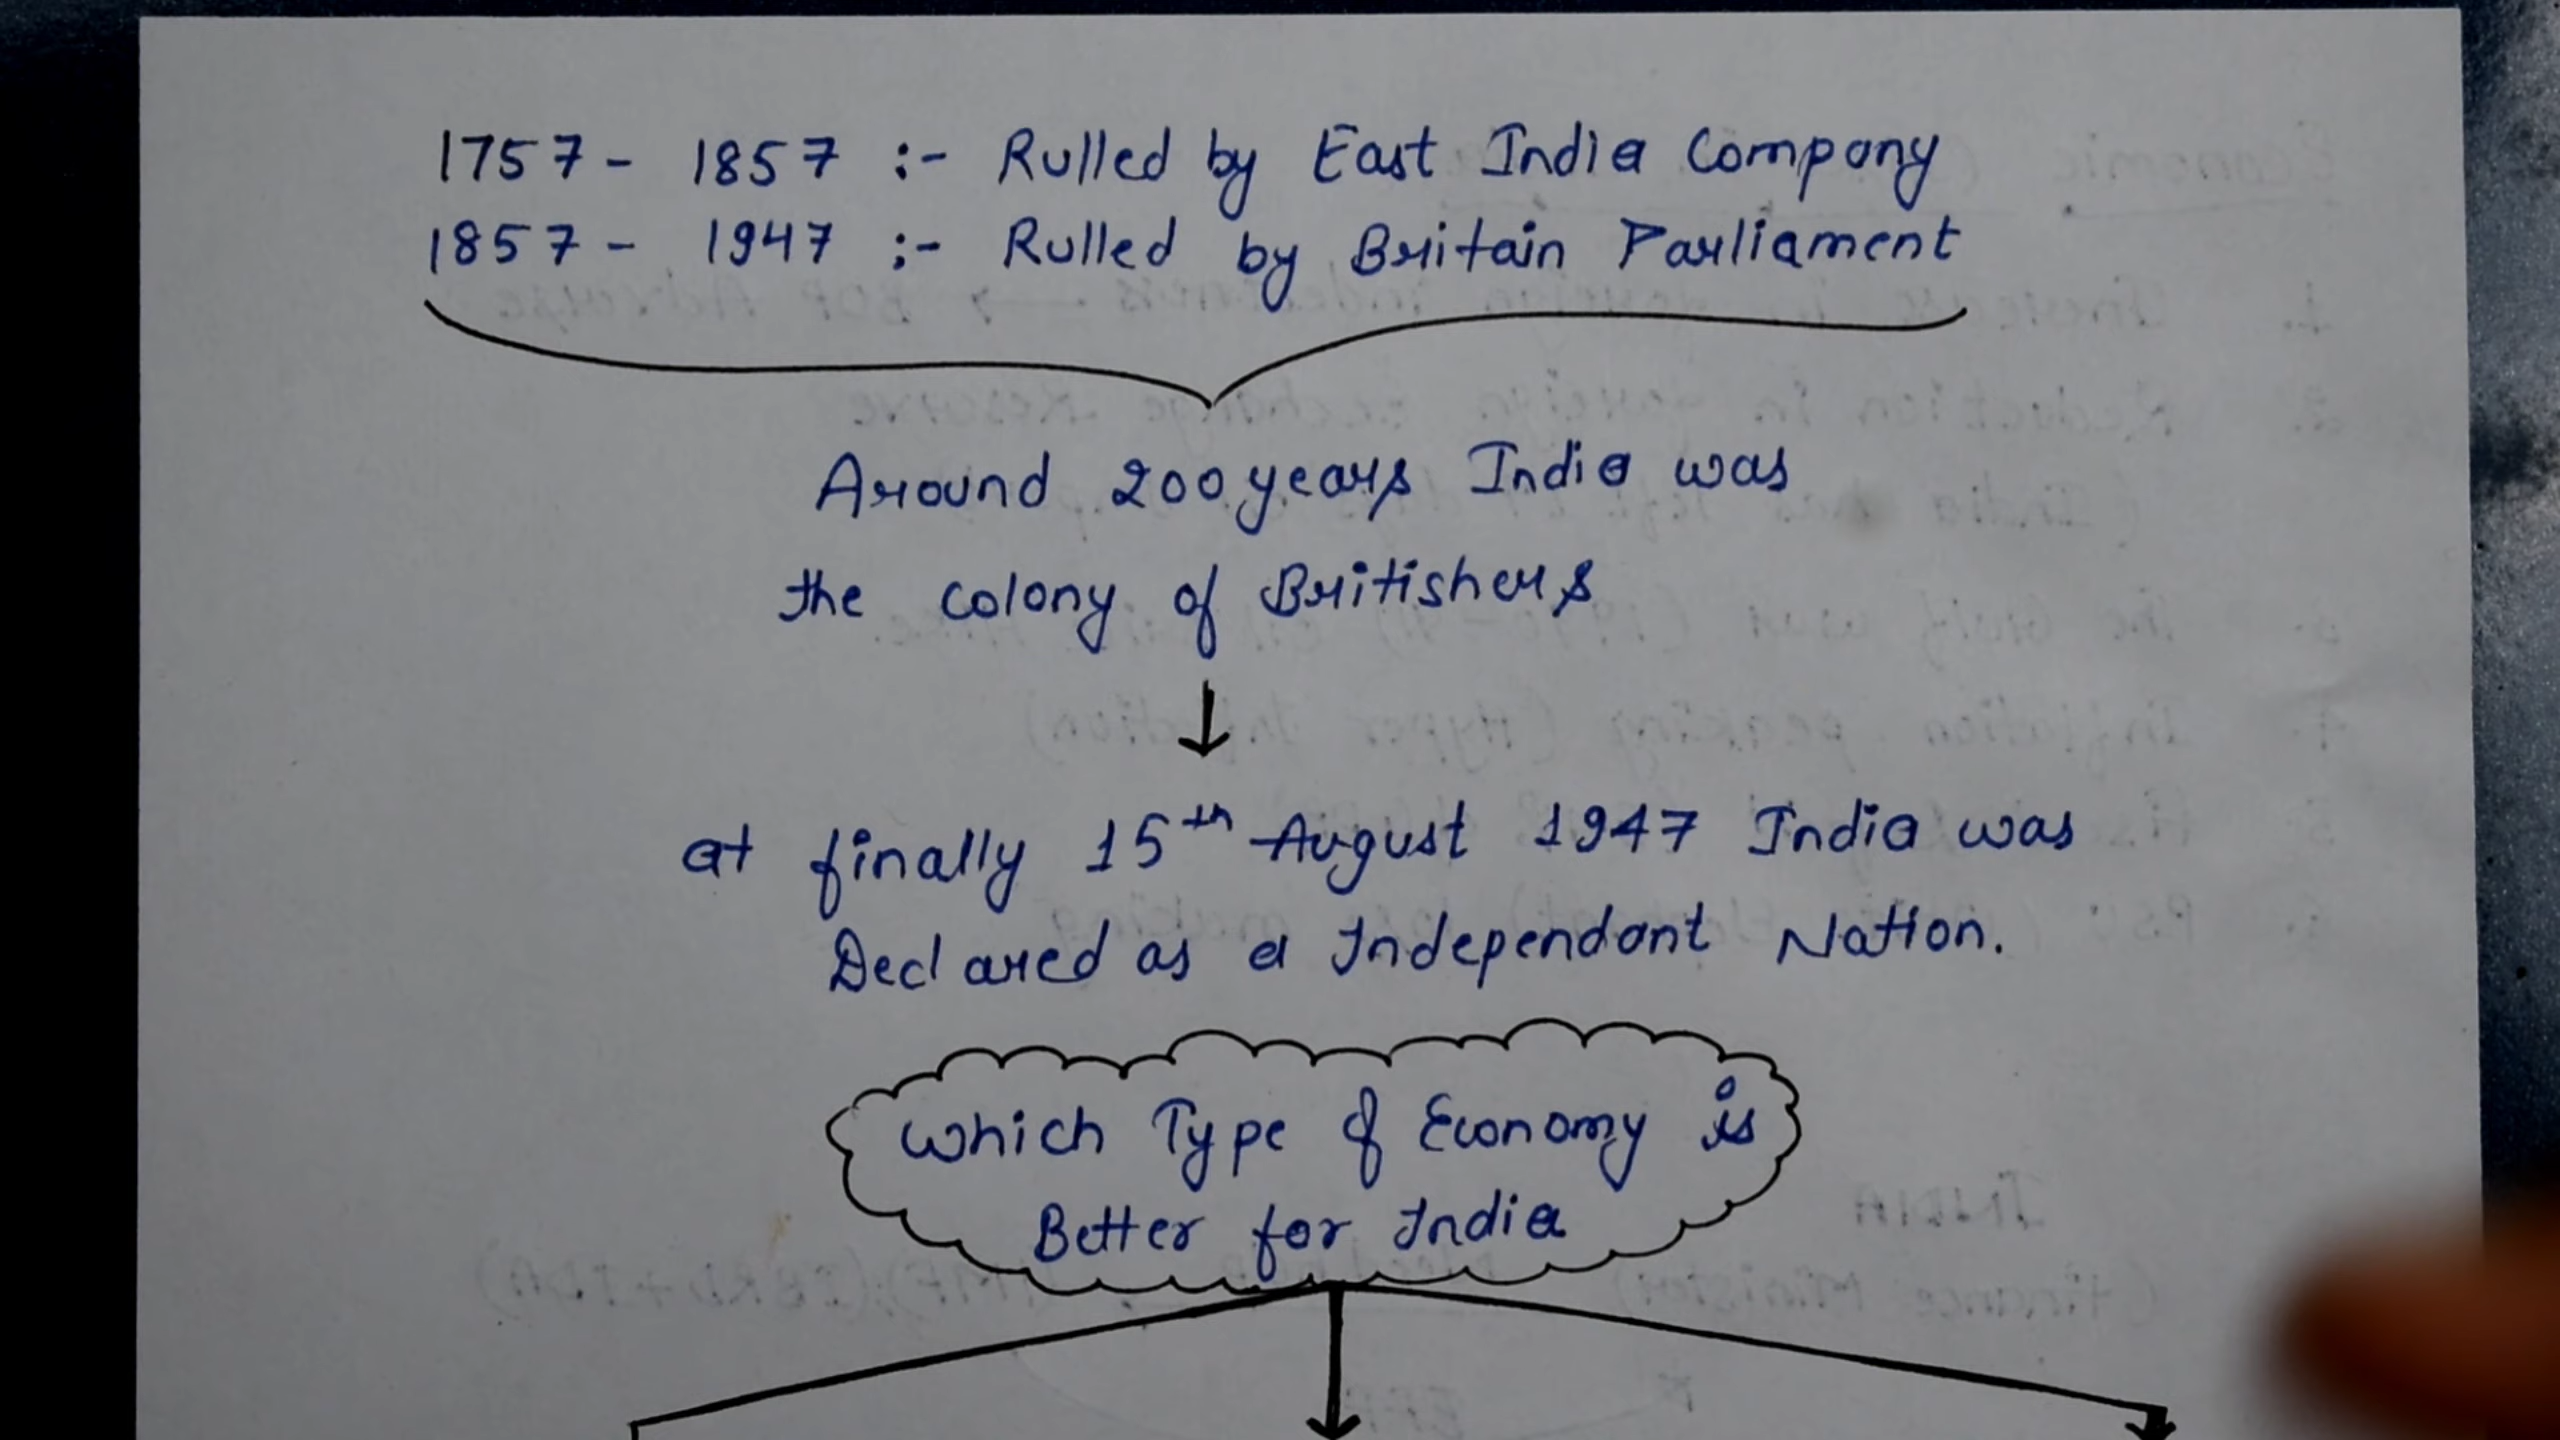 1757 - 1857 :- Rulled by East India Company
1857 - 1947 :- Rulled by Britain Parliament
Around 200 years India was
the colony of Britishers
at finally 15th August 1947 India was
Declared as a Independant Nation.
which Type of Economy is
Better for India